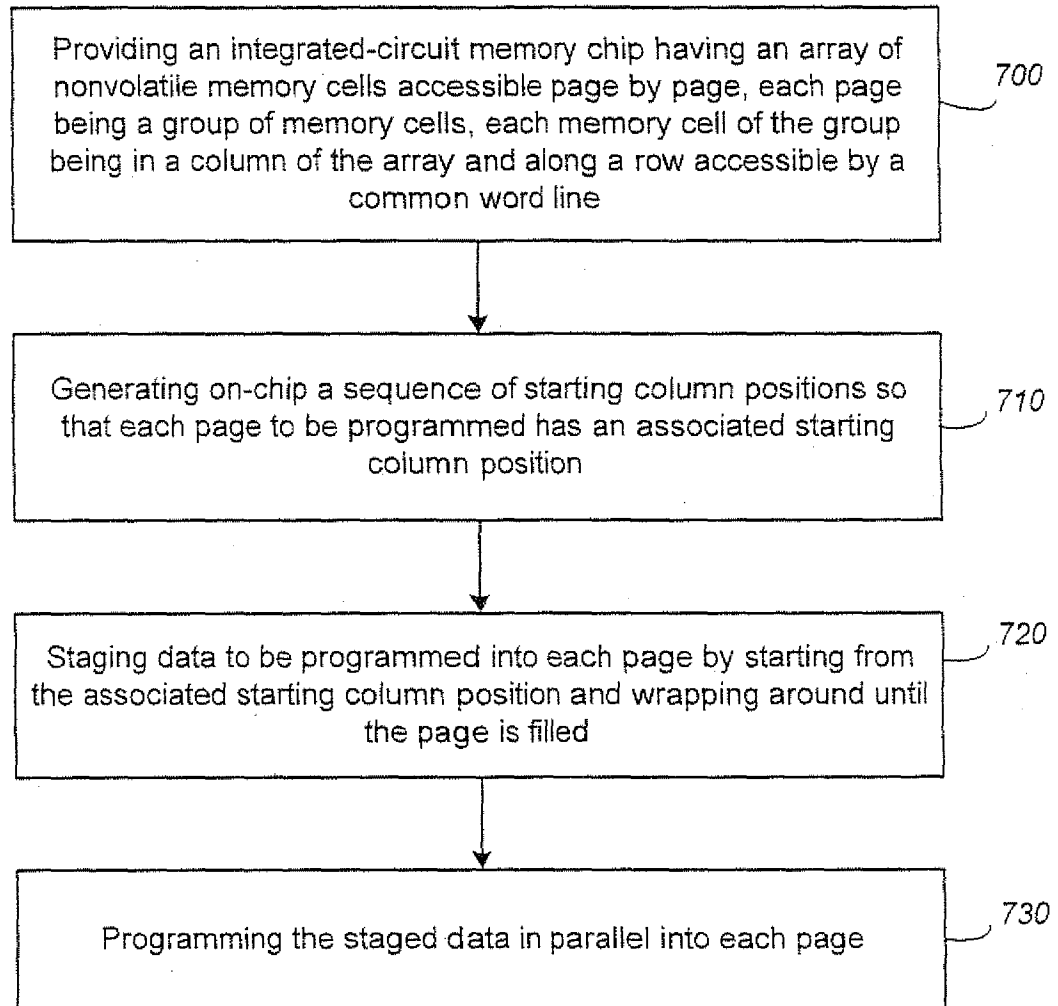 Providing an integrated-circuit memory chip having an array of
nonvolatile memory cells accessible page by page, each page
being a group of memory cells, each memory cell of the group
being in a column of the array and along a row accessible by a
common word line
700
Generating on-chip a sequence of starting column positions so
that each page to be programmed has an associated starting
column position
710
Staging data to be programmed into each page by starting from
the associated starting column position and wrapping around until
the page is filled
720
Programming the staged data in parallel into each page
730